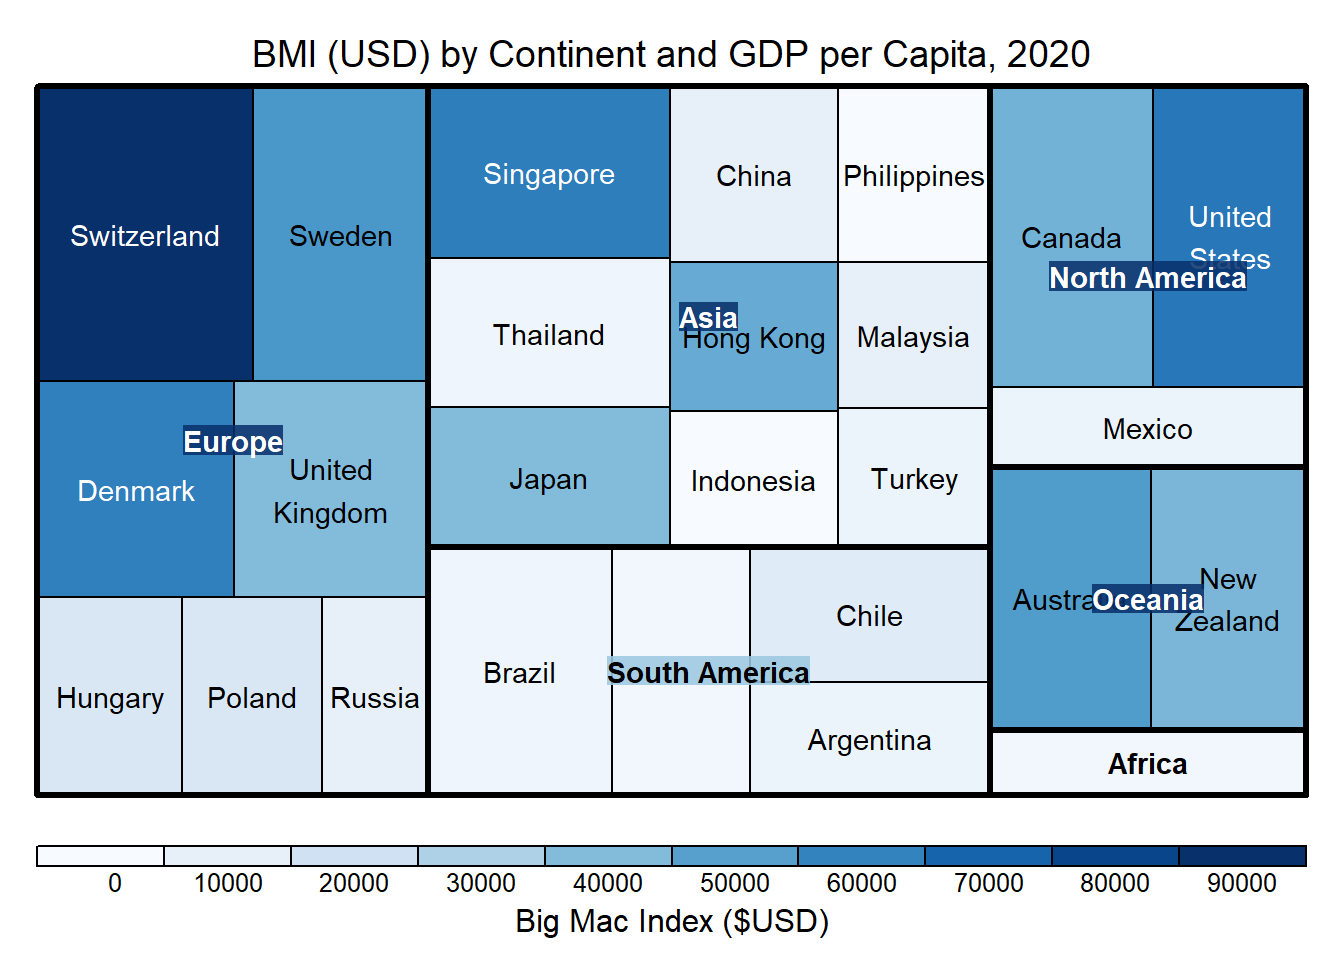 BMI (USD) by Continent and GDP per Capita, 2020
Switzerland
Sweden
Denmark
Europe
United
Kingdom
Hungary
Poland
Russia
Singapore
China
Philippines
Thailand
Asia
Hong Kong
Malaysia
Japan
Indonesia
Turkey
Brazil
South America
Chile
Argentina
Canada
United
States
North America
Mexico
Austra
Oceania
New
Zealand
Africa
0 10000 20000 30000 40000 50000 60000 70000 80000 90000
Big Mac Index ($USD)